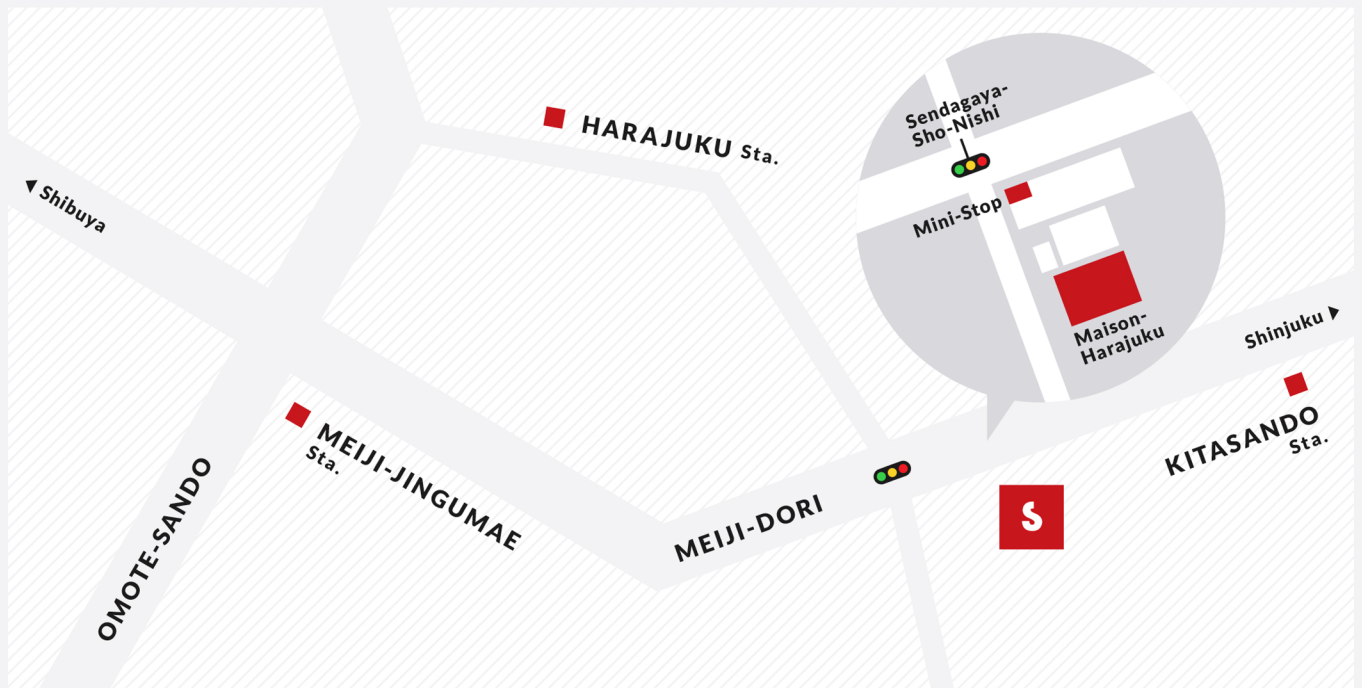 HARAJUKU Sta.
Sendagaya-
Sho-Nishi
Mini-Stop
Maison-
Harajuku
◀ Shibuya
Shinjuku ▶
MEIJI-JINGUMAE
Sta.
OMOTE-SANDO
MEIJI-DORI
KITASANDO
Sta.
S